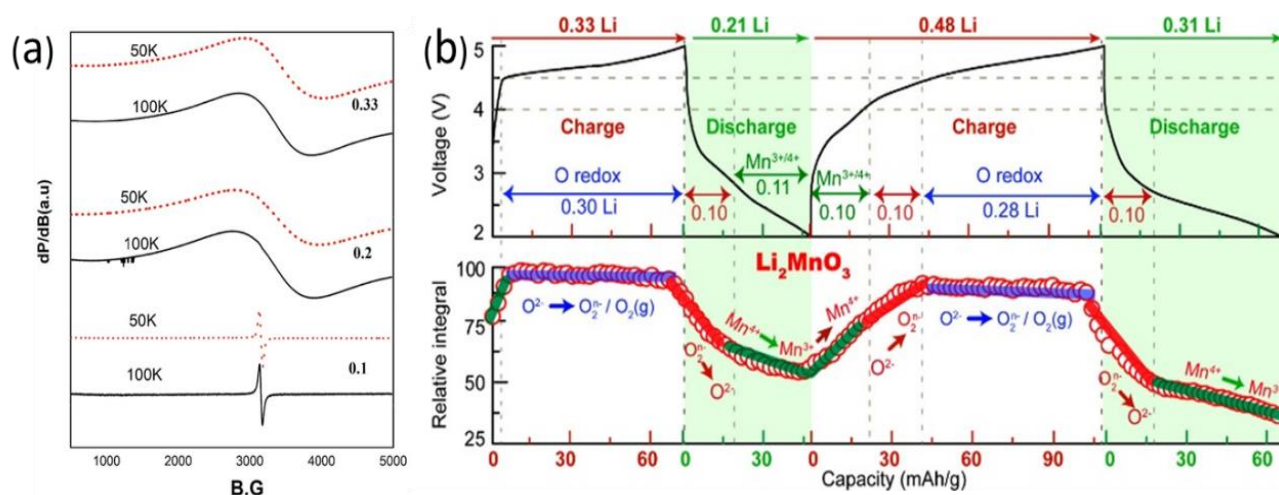 (a)
dP/dB(a.u)
50K
100K
0.33
50K
100K
0.2
50K
100K
0.1
1000 2000 3000 4000 5000
B.G
(b)
0.33 Li 0.21 Li 0.48 Li 0.31 Li
Voltage (V)
5
4
3
2
Charge Discharge Charge Discharge
O redox
0.30 Li
0.10
Mn3+/4+
0.11
Mn3+/4+
0.10
0.10
O redox
0.28 Li
0.10
Relative integral
100
75
50
25
Li2MnO3
O2- → O2n- / O2(g)
O2n-
O2-
Mn4+
Mn3+
Mn4+
O2n-
O2-
O2- → O2n- / O2(g)
O2n-
O2-
Mn4+
Mn3
0 30 60 0 30 0 30 60 90 0 30 60
Capacity (mAh/g)